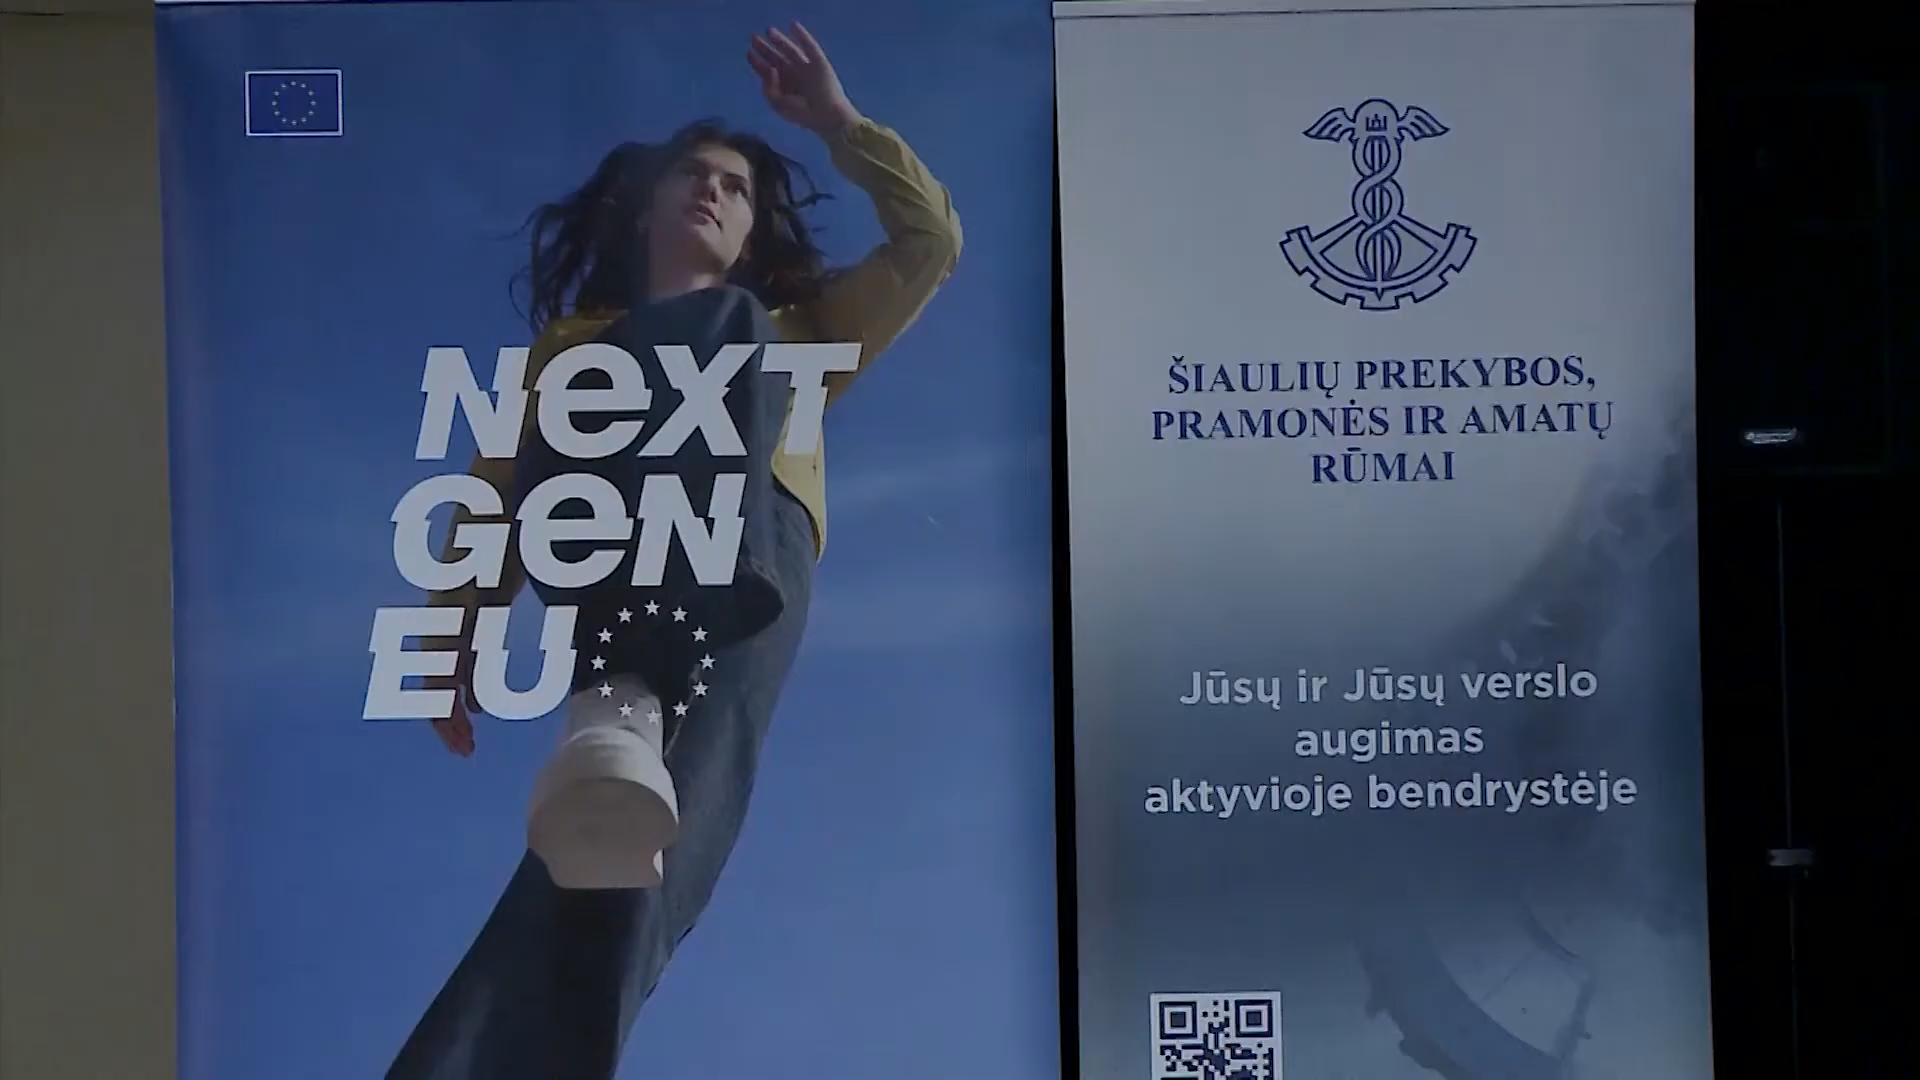 NEXT
GEN
EU
ŠIAULIŲ PREKYBOS,
PRAMONĖS IR AMATŲ
RŪMAI
Jūsų ir Jūsų verslo
augimas
aktyvioje bendrystėje